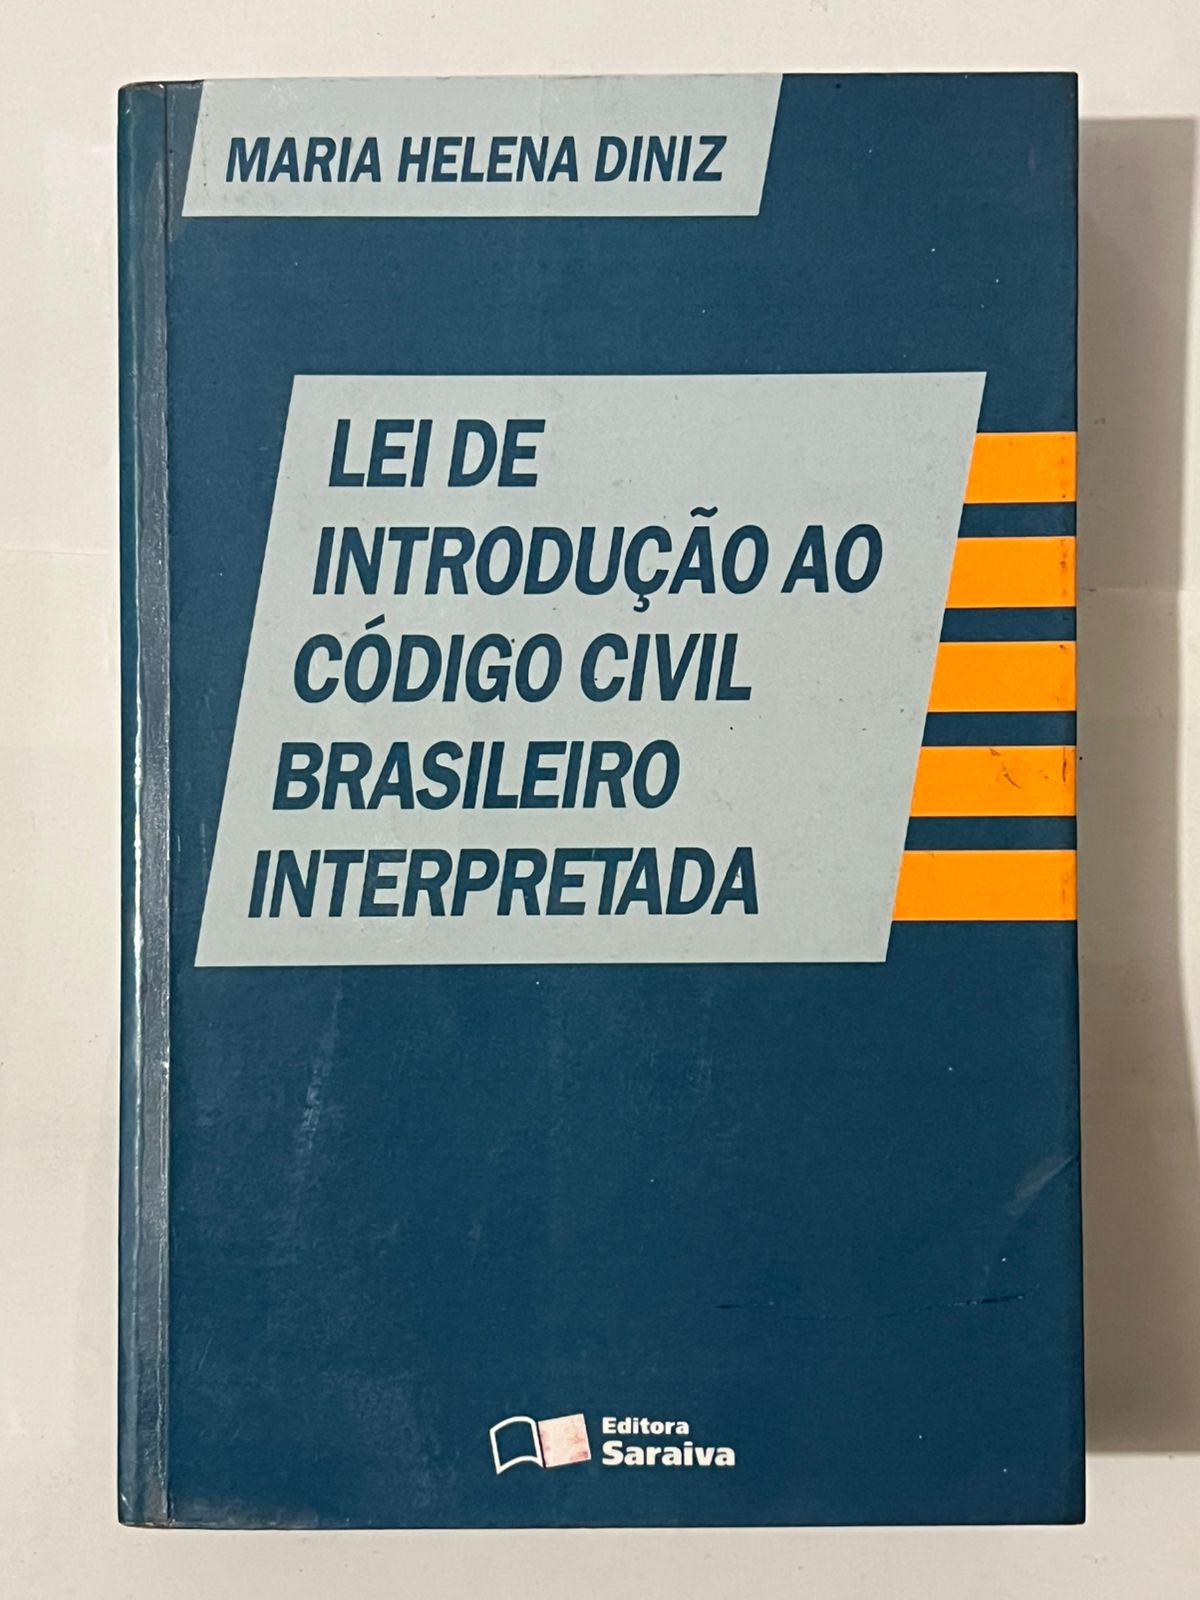 MARIA HELENA DINIZ
LEI DE
INTRODUÇÃO AO
CÓDIGO CIVIL
BRASILEIRO
INTERPRETADA
Editora
Saraiva